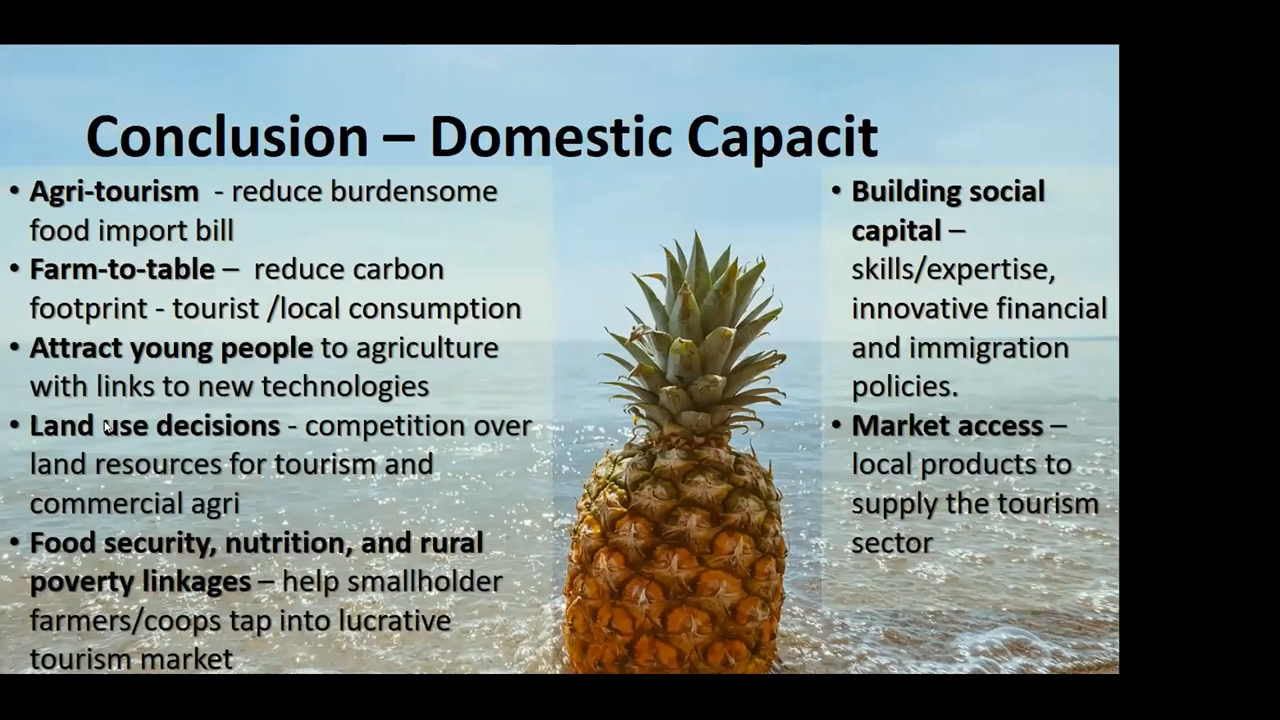 Conclusion – Domestic Capacit
• Agri-tourism - reduce burdensome
food import bill
• Farm-to-table – reduce carbon
footprint - tourist /local consumption
• Attract young people to agriculture
with links to new technologies
• Land use decisions - competition over
land resources for tourism and
commercial agri
• Food security, nutrition, and rural
poverty linkages – help smallholder
farmers/coops tap into lucrative
tourism market
• Building social
capital –
skills/expertise,
innovative financial
and immigration
policies.
• Market access –
local products to
supply the tourism
sector